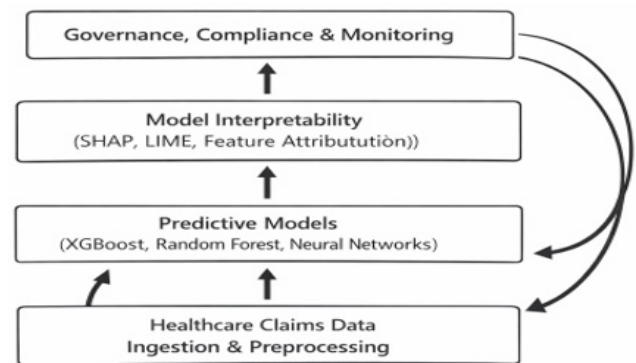 Governance, Compliance & Monitoring
Model Interpretability
(SHAP, LIME, Feature Attribututiòn))
Predictive Models
(XGBoost, Random Forest, Neural Networks)
Healthcare Claims Data
Ingestion & Preprocessing